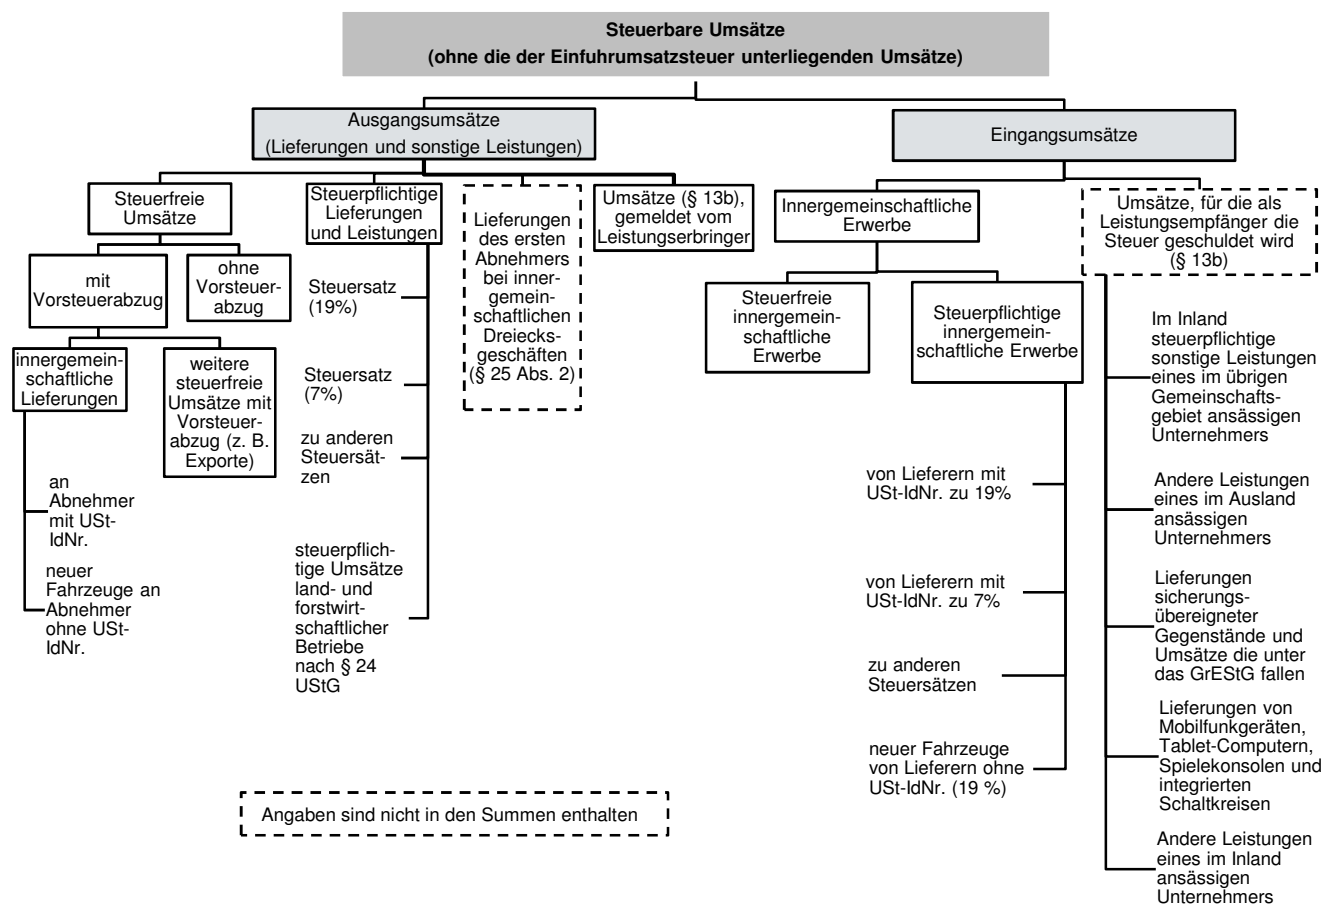 Steuerbare Umsätze
(ohne die der Einfuhrumsatzsteuer unterliegenden Umsätze)
Ausgangsumsätze
(Lieferungen und sonstige Leistungen)
Eingangsumsätze
Steuerfreie
Umsätze
Steuerpflichtige
Lieferungen
und Leistungen
Lieferungen
des ersten
Abnehmers
bei inner-
gemein-
schaftlichen
Dreiecks-
geschäften
(§ 25 Abs. 2)
Umsätze (§ 13b),
gemeldet vom
Leistungserbringer
Innergemeinschaftliche
Erwerbe
Umsätze, für die als
Leistungsempfänger die
Steuer geschuldet wird
(§ 13b)
mit
Vorsteuerabzug
ohne
Vorsteuer-
abzug
innergemein-
schaftliche
Lieferungen
weitere
steuerfreie
Umsätze mit
Vorsteuer-
abzug (z. B.
Exporte)
an
Abnehmer
mit USt-
IdNr.
neuer
Fahrzeuge an
Abnehmer
ohne USt-
IdNr.
Steuersatz
(19%)
Steuersatz
(7%)
zu anderen
Steuersät-
zen
steuerpflich-
tige Umsätze
land- und
forstwirt-
schaftlicher
Betriebe
nach § 24
UStG
Steuerfreie
innergemein-
schaftliche
Erwerbe
Steuerpflichtige
innergemein-
schaftliche Erwerbe
von Lieferern mit
USt-IdNr. zu 19%
von Lieferern mit
USt-IdNr. zu 7%
zu anderen
Steuersätzen
neuer Fahrzeuge
von Lieferern ohne
USt-IdNr. (19 %)
Im Inland
steuerpflichtige
sonstige Leistungen
eines im übrigen
Gemeinschafts-
gebiet ansässigen
Unternehmers
Andere Leistungen
eines im Ausland
ansässigen
Unternehmers
Lieferungen
sicherungs-
übereigneter
Gegenstände und
Umsätze die unter
das GrEStG fallen
Lieferungen von
Mobilfunkgeräten,
Tablet-Computern,
Spielekonsolen und
integrierten
Schaltkreisen
Andere Leistungen
eines im Inland
ansässigen
Unternehmers
Angaben sind nicht in den Summen enthalten